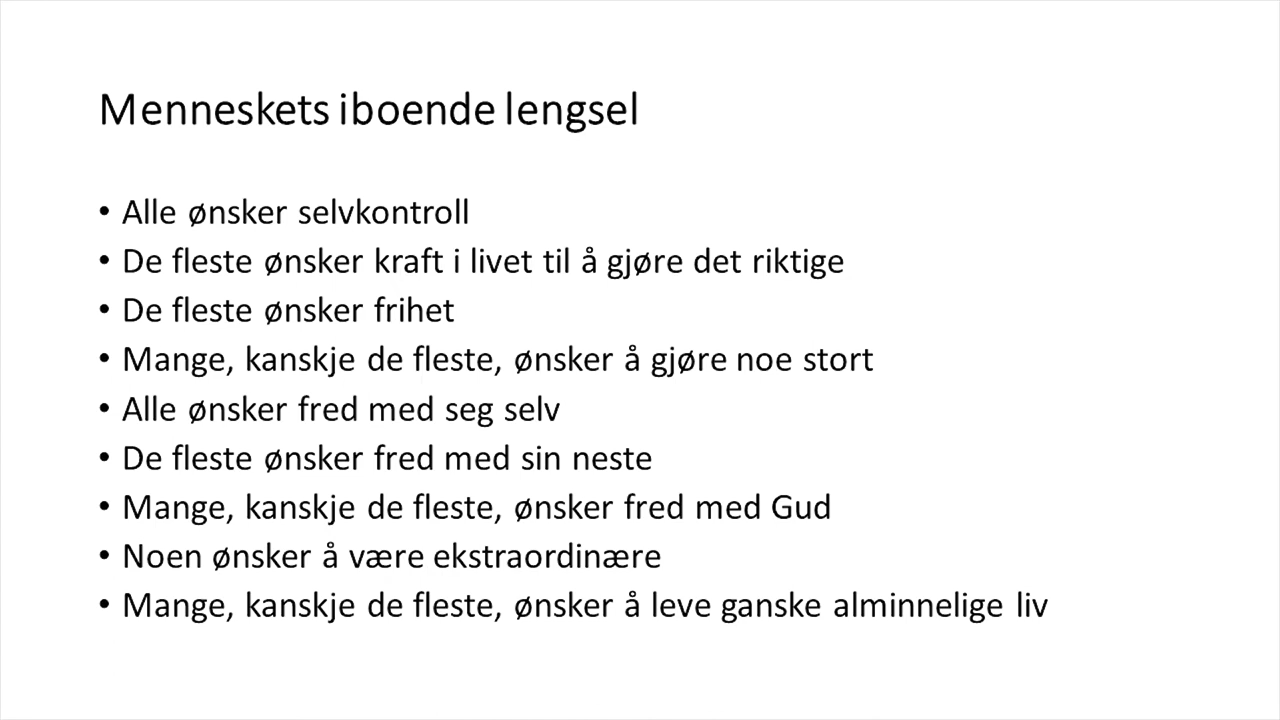 Menneskets iboende lengsel
• Alle ønsker selvkontroll
• De fleste ønsker kraft i livet til å gjøre det riktige
• De fleste ønsker frihet
• Mange, kanskje de fleste, ønsker å gjøre noe stort
• Alle ønsker fred med seg selv
• De fleste ønsker fred med sin neste
• Mange, kanskje de fleste, ønsker fred med Gud
• Noen ønsker å være ekstraordinære
• Mange, kanskje de fleste, ønsker å leve ganske alminnelige liv